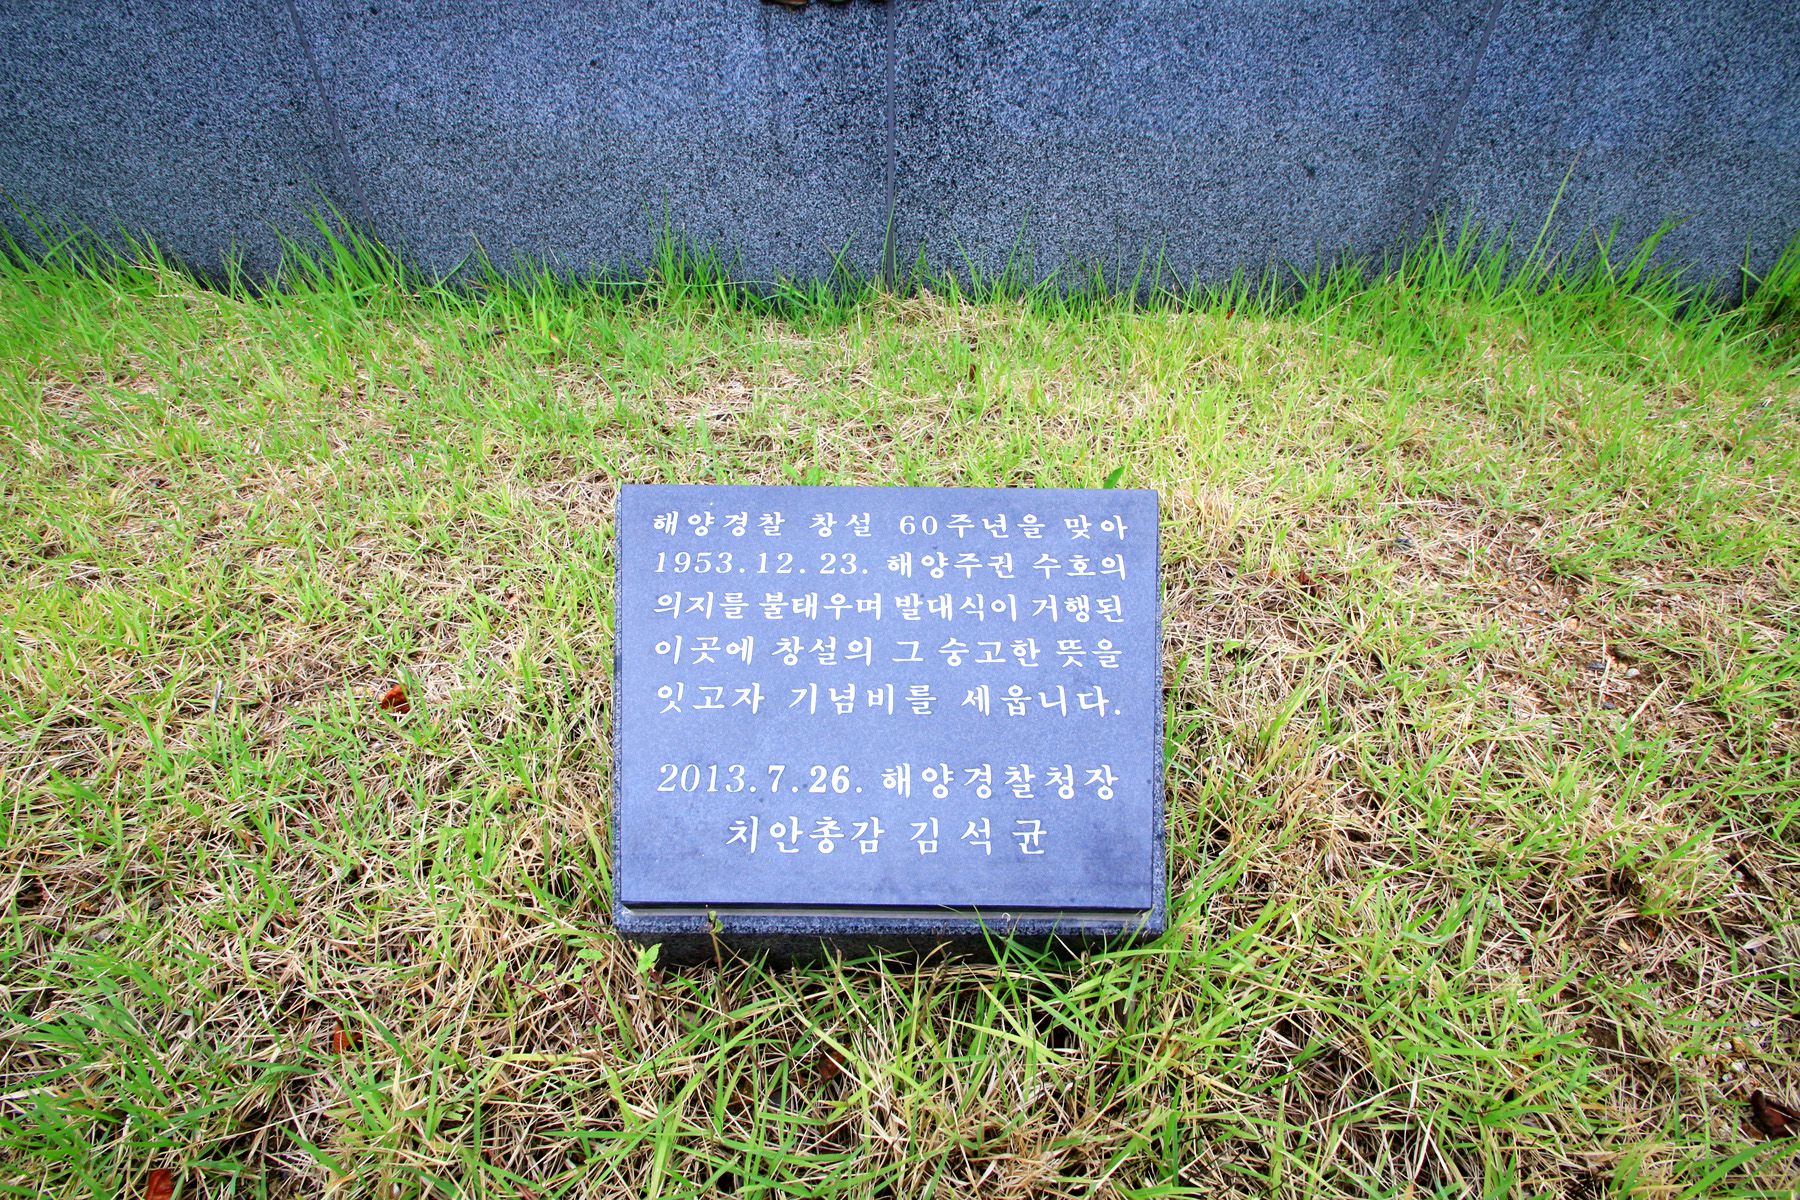 해양경찰 창설 60주년을 맞아
1953.12. 23. 해양주권 수호의
의지를 불태우며 발대식이 거행된
이곳에 창설의 그 숭고한 뜻을
잇고자 기념비를 세웁니다.
2013.7.26. 해양경찰청장
치안총감 김석균